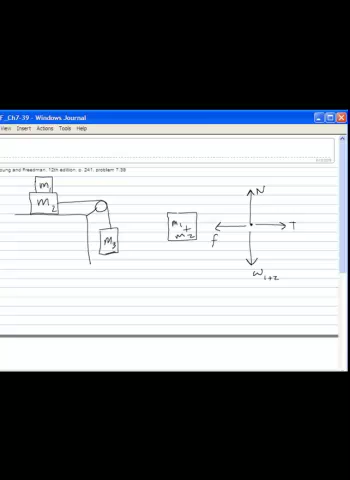 F_Ch7-39 - Windows Journal
View Insert Actions Tools Help
Young and Freedman, 12th edition, p. 241, problem 7.39
m1
m2
m3
m1 + m2
N
f
T
w1+2